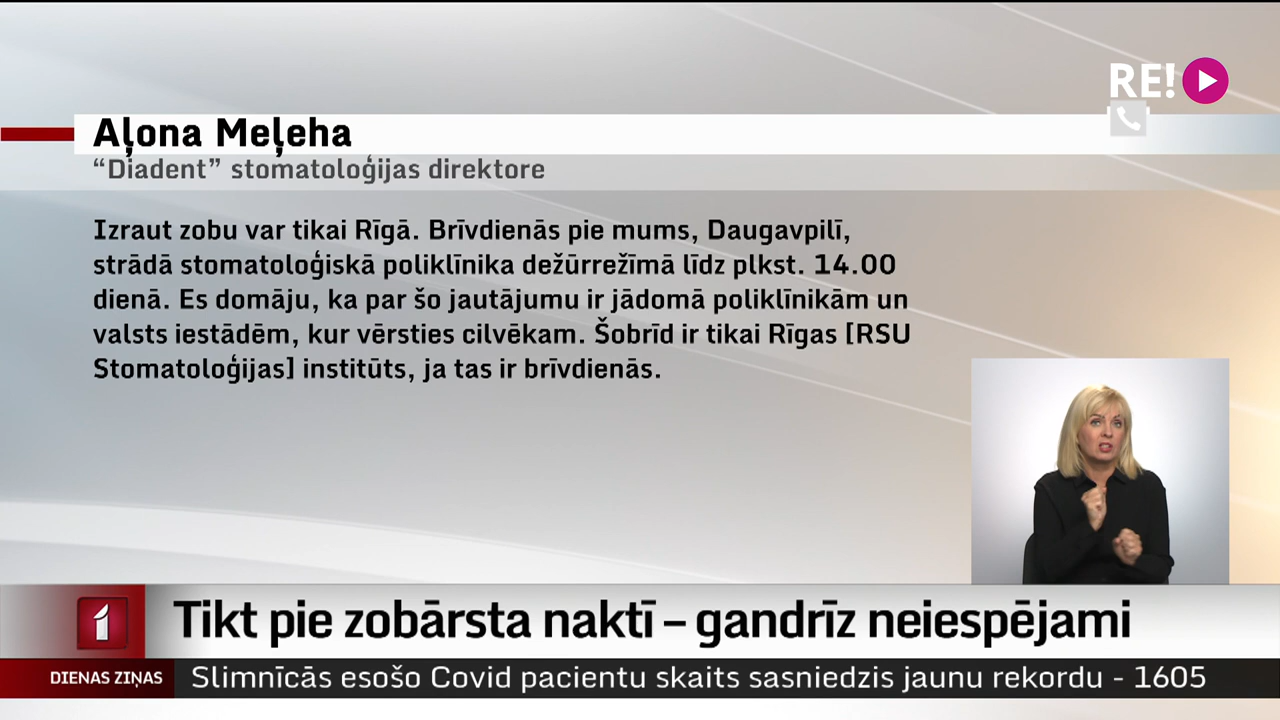 RE!
Aļona Meļeha
“Diadent” stomatoloģijas direktore
Izraut zobu var tikai Rīgā. Brīvdienās pie mums, Daugavpilī,
strādā stomatoloģiskā poliklīnika dežūrrežīmā līdz plkst. 14.00
dienā. Es domāju, ka par šo jautājumu ir jādomā poliklīnikām un
valsts iestādēm, kur vērsties cilvēkam. Šobrīd ir tikai Rīgas [RSU
Stomatoloģijas] institūts, ja tas ir brīvdienās.
1 Tikt pie zobārsta naktī – gandrīz neiespējami
DIENAS ZIŅAS Slimnīcās esošo Covid pacientu skaits sasniedzis jaunu rekordu - 1605